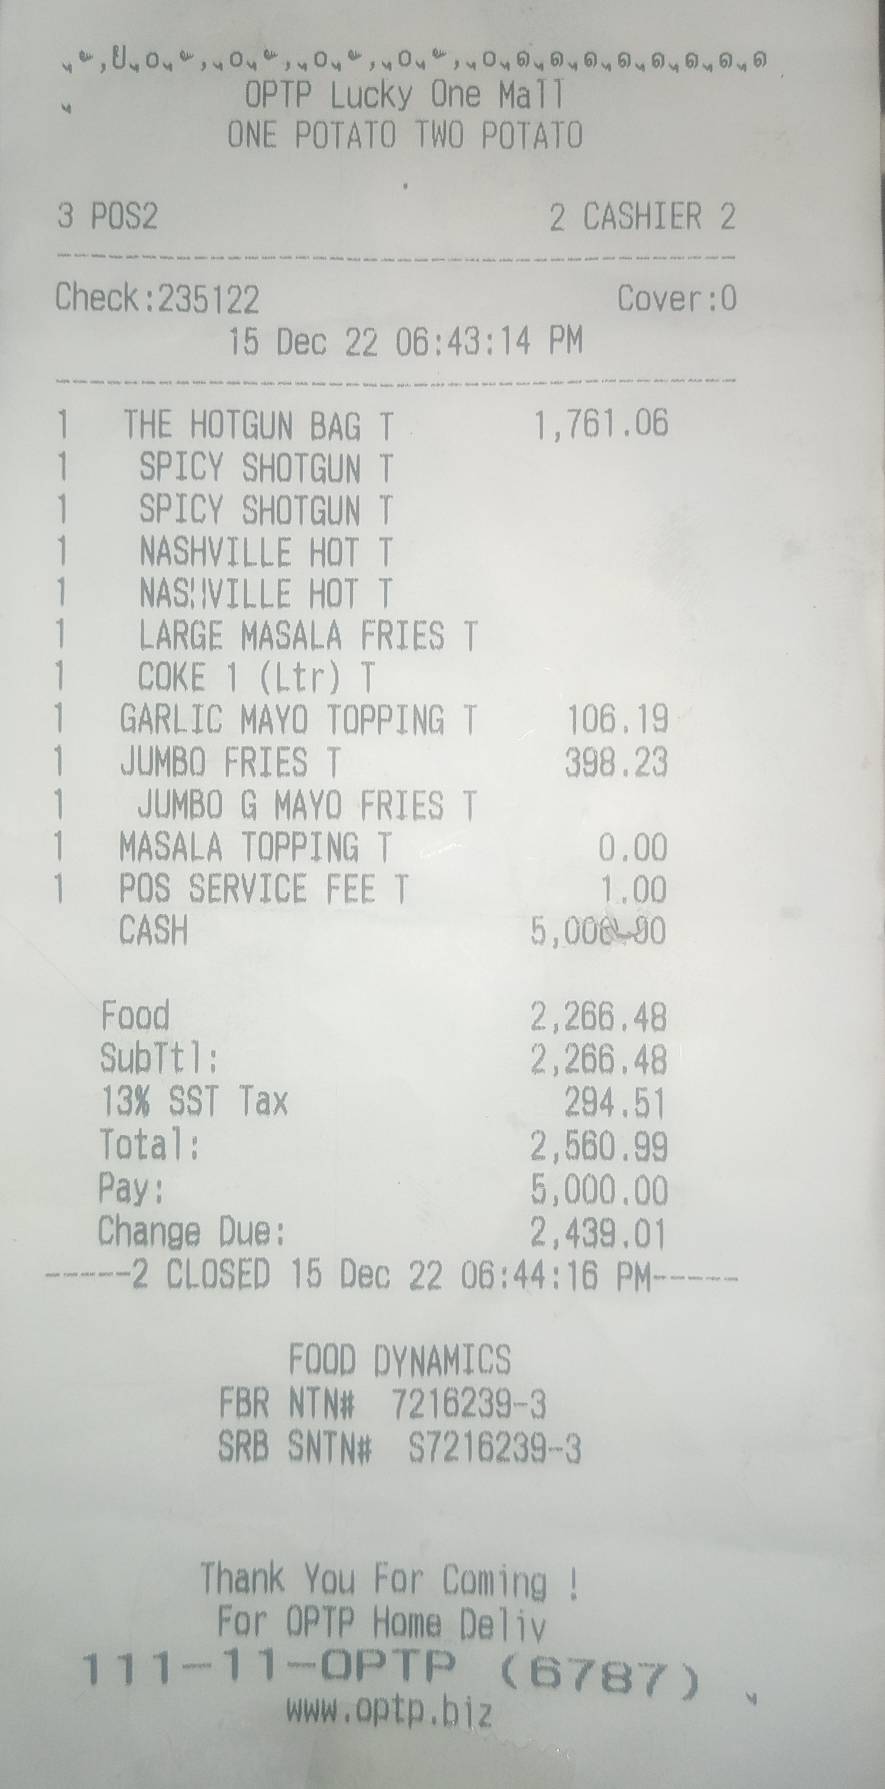 OPTP Lucky One Mall
ONE POTATO TWO POTATO
3 POS2 2 CASHIER 2
Check:235122 Cover:0
15 Dec 22 06:43:14 PM
1 THE HOTGUN BAG T 1,761.06
1 SPICY SHOTGUN T
1 SPICY SHOTGUN T
1 NASHVILLE HOT T
1 NASHVILLE HOT T
1 LARGE MASALA FRIES T
1 COKE 1 (Ltr) T
1 GARLIC MAYO TOPPING T 106.19
1 JUMBO FRIES T 398.23
1 JUMBO G MAYO FRIES T
1 MASALA TOPPING T 0.00
1 POS SERVICE FEE T 1.00
CASH 5,000.00
Food 2,266.48
SubTtl: 2,266.48
13% SST Tax 294.51
Total: 2,560.99
Pay: 5,000.00
Change Due: 2,439.01
-----2 CLOSED 15 Dec 22 06:44:16 PM-----
FOOD DYNAMICS
FBR NTN# 7216239-3
SRB SNTN# S7216239-3
Thank You For Coming !
For OPTP Home Deliv
111-11-OPTP (6787)
www.optp.biz